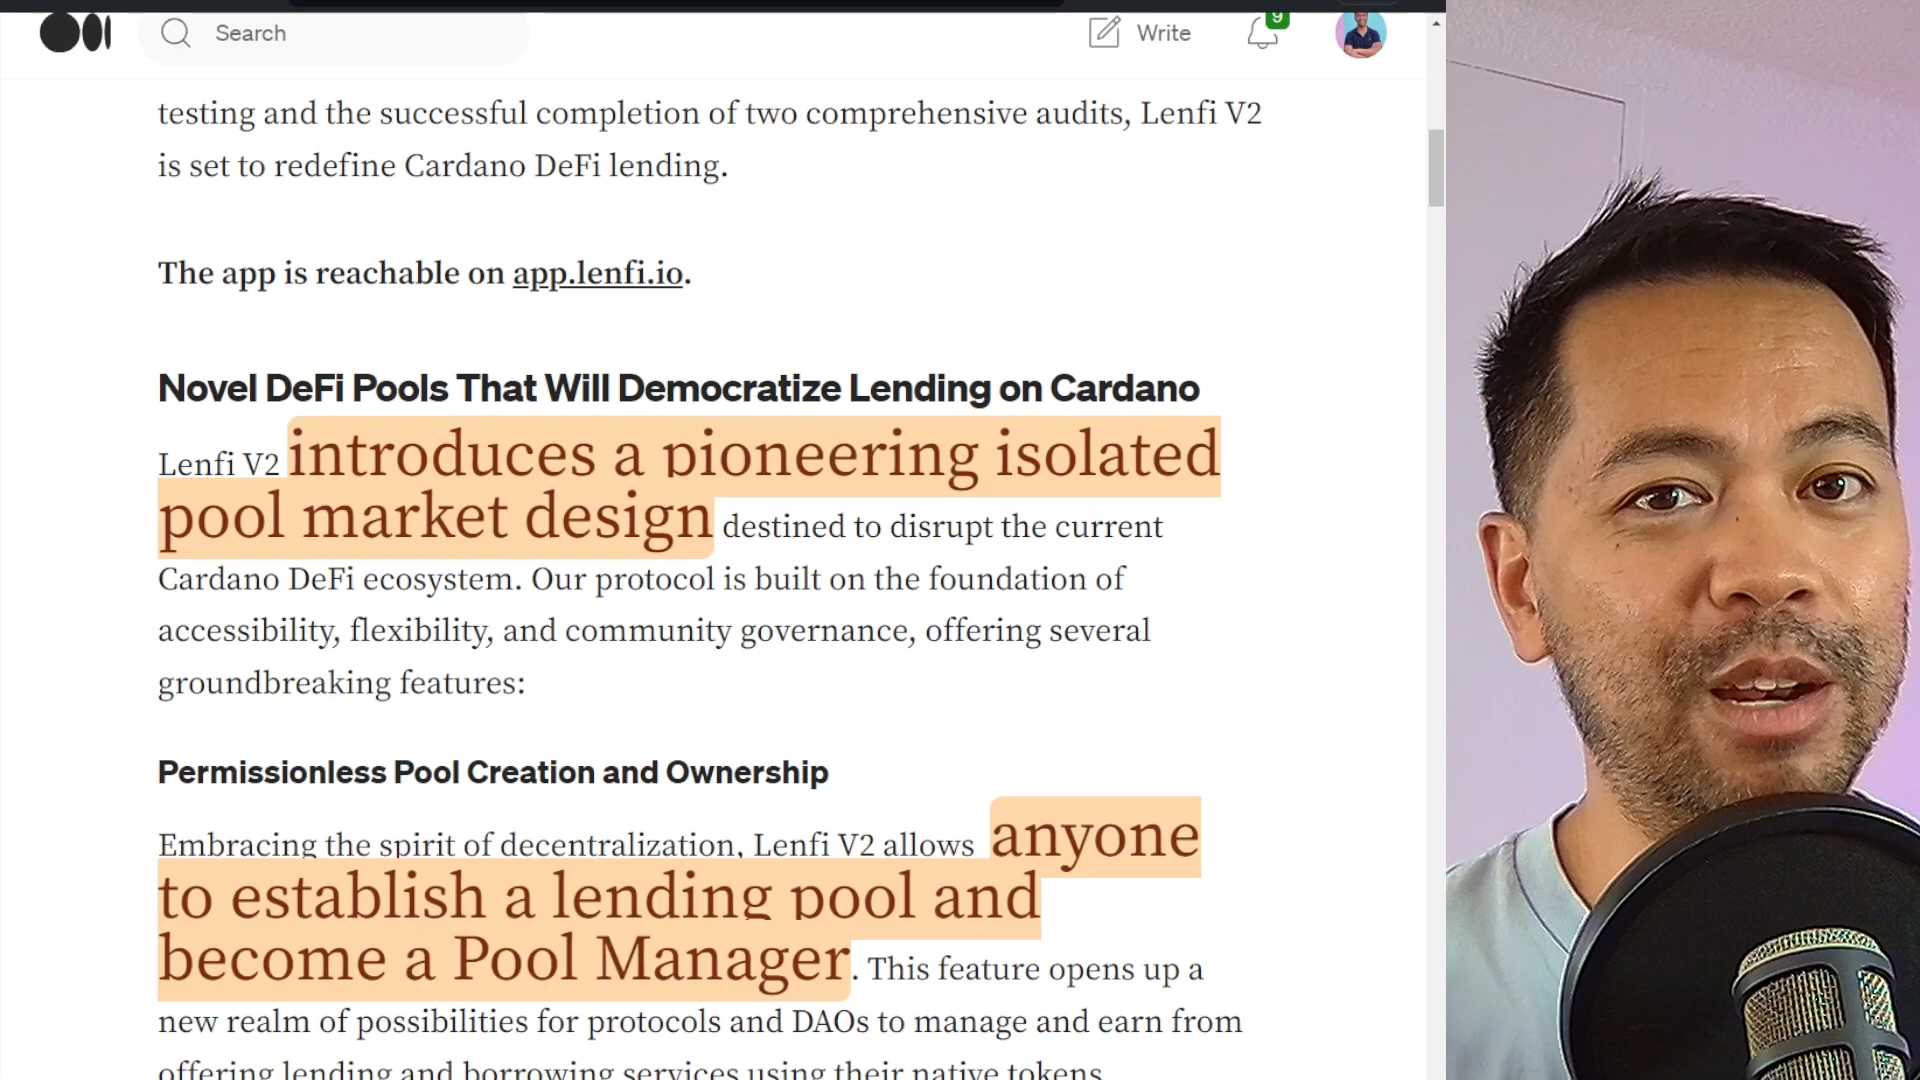 Search
Write
9
testing and the successful completion of two comprehensive audits, Lenfi V2
is set to redefine Cardano DeFi lending.
The app is reachable on app.lenfi.io.
Novel DeFi Pools That Will Democratize Lending on Cardano
Lenfi V2 introduces a pioneering isolated
pool market design destined to disrupt the current
Cardano DeFi ecosystem. Our protocol is built on the foundation of
accessibility, flexibility, and community governance, offering several
groundbreaking features:
Permissionless Pool Creation and Ownership
Embracing the spirit of decentralization, Lenfi V2 allows anyone
to establish a lending pool and
become a Pool Manager. This feature opens up a
new realm of possibilities for protocols and DAOs to manage and earn from
offering lending and borrowing services using their native tokens.